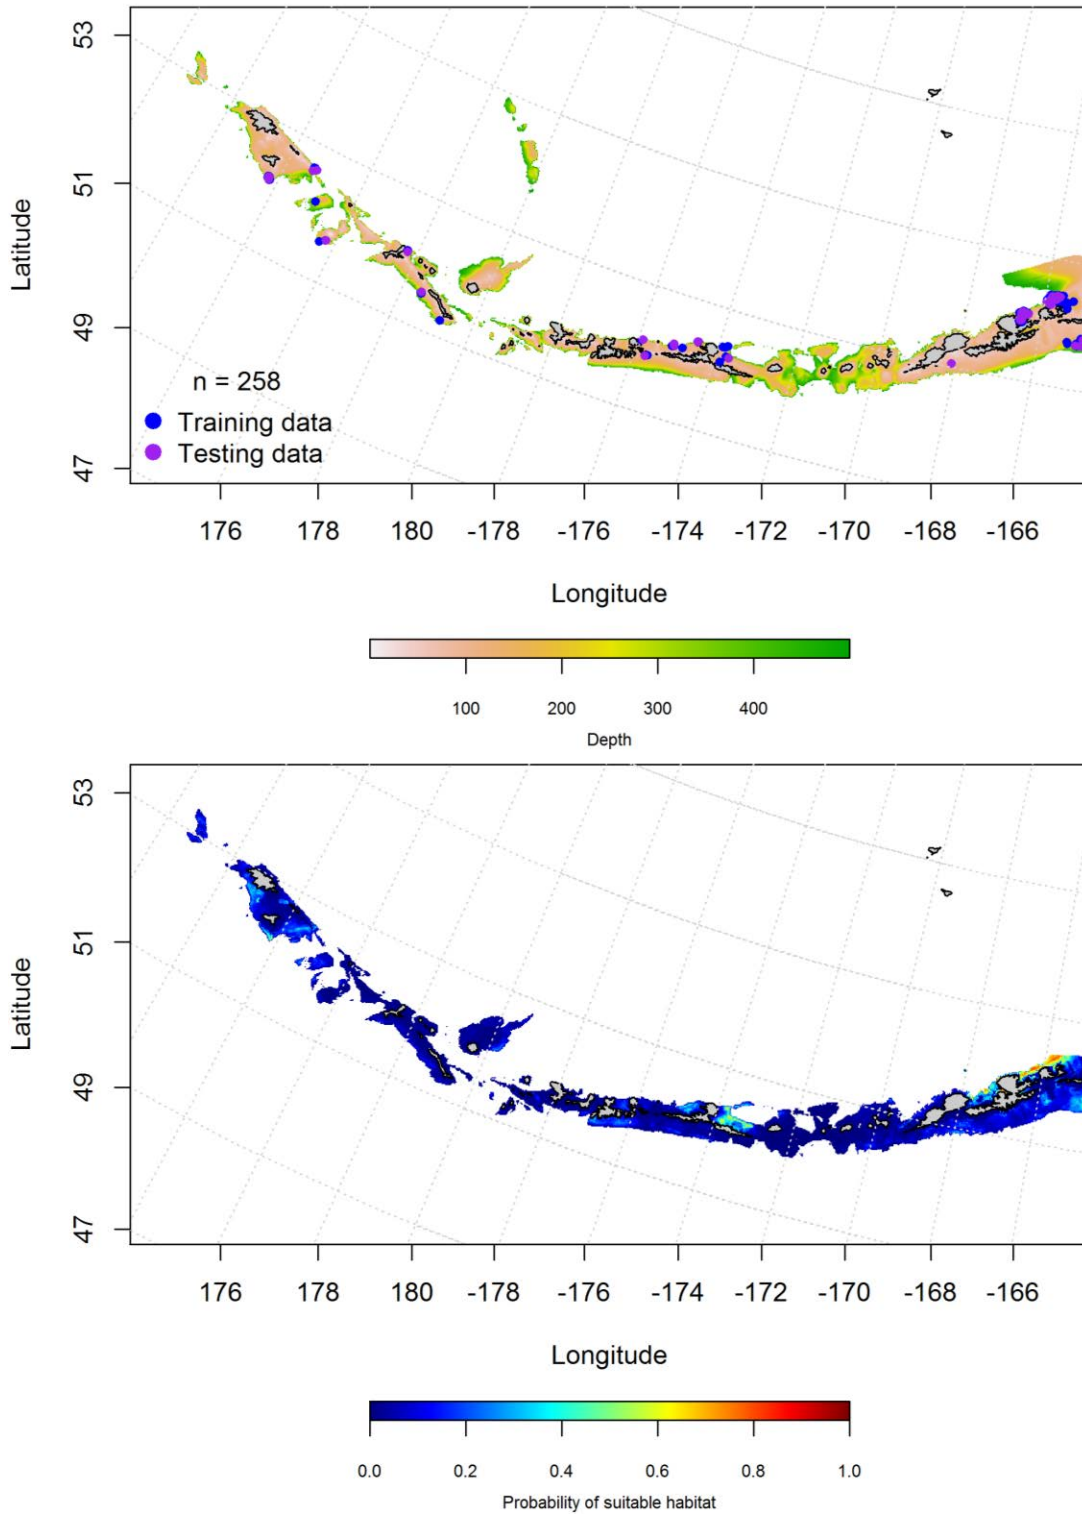 53
51
49
47
Latitude
n = 258
Training data
Testing data
176 178 180 -178 -176 -174 -172 -170 -168 -166
Longitude
100 200 300 400
Depth
53
51
49
47
Latitude
176 178 180 -178 -176 -174 -172 -170 -168 -166
Longitude
0.0 0.2 0.4 0.6 0.8 1.0
Probability of suitable habitat